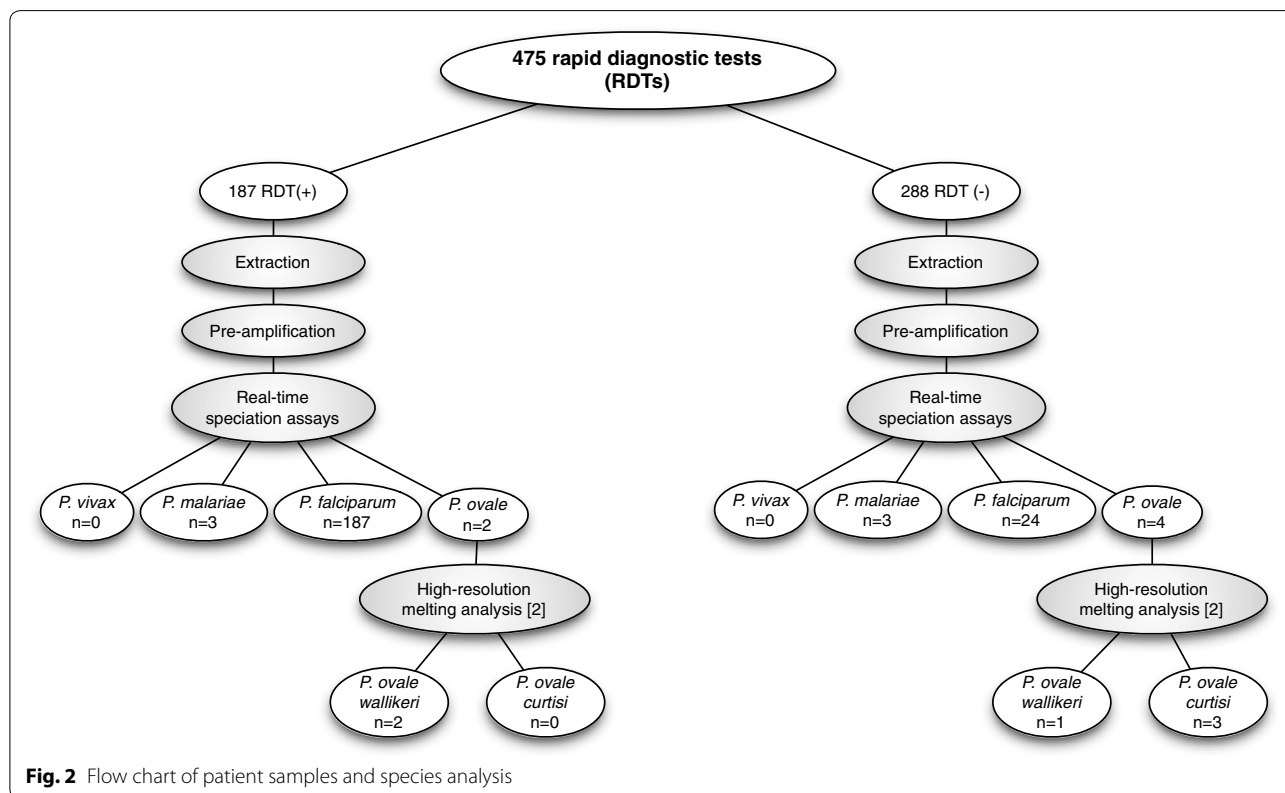 475 rapid diagnostic tests
(RDTs)
187 RDT(+)
288 RDT (-)
Extraction
Extraction
Pre-amplification
Pre-amplification
Real-time
speciation assays
Real-time
speciation assays
P. vivax
n=0
P. malariae
n=3
P. falciparum
n=187
P. ovale
n=2
P. vivax
n=0
P. malariae
n=3
P. falciparum
n=24
P. ovale
n=4
High-resolution
melting analysis [2]
High-resolution
melting analysis [2]
P. ovale
wallikeri
n=2
P. ovale
curtisi
n=0
P. ovale
wallikeri
n=1
P. ovale
curtisi
n=3
Fig. 2 Flow chart of patient samples and species analysis